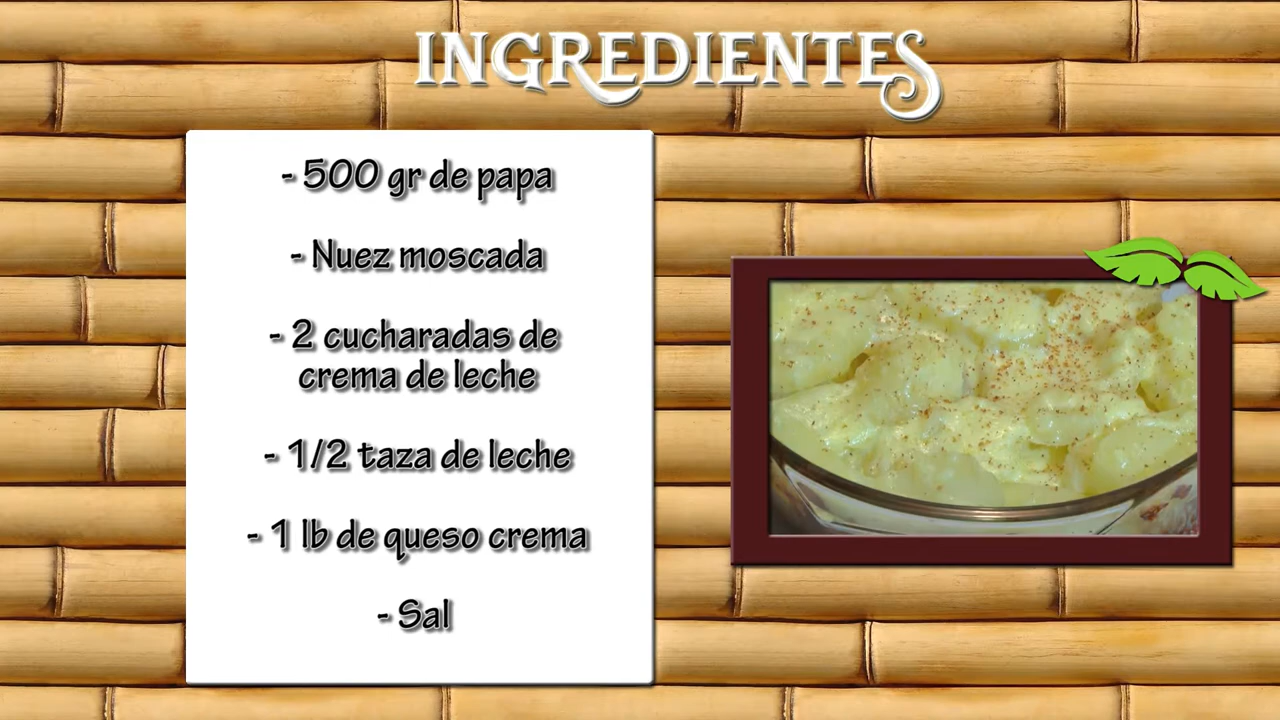 INGREDIENTES
- 500 gr de papa
- Nuez moscada
- 2 cucharadas de
crema de leche
- 1/2 taza de leche
- 1 lb de queso crema
- Sal